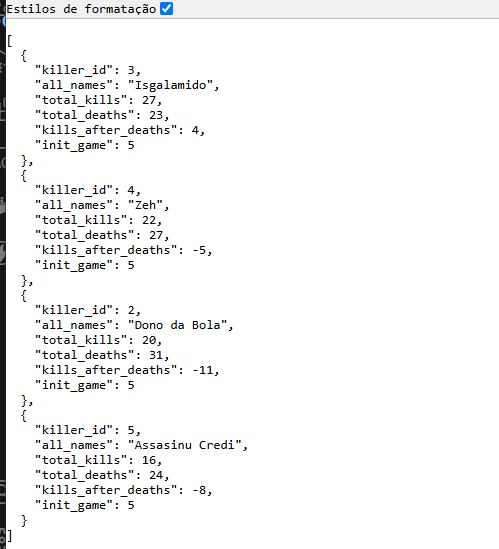 Estilos de formatação
[
  {
    "killer_id": 3,
    "all_names": "Isgalamido",
    "total_kills": 27,
    "total_deaths": 23,
    "kills_after_deaths": 4,
    "init_game": 5
  },
  {
    "killer_id": 4,
    "all_names": "Zeh",
    "total_kills": 22,
    "total_deaths": 27,
    "kills_after_deaths": -5,
    "init_game": 5
  },
  {
    "killer_id": 2,
    "all_names": "Dono da Bola",
    "total_kills": 20,
    "total_deaths": 31,
    "kills_after_deaths": -11,
    "init_game": 5
  },
  {
    "killer_id": 5,
    "all_names": "Assasinu Credi",
    "total_kills": 16,
    "total_deaths": 24,
    "kills_after_deaths": -8,
    "init_game": 5
  }
]